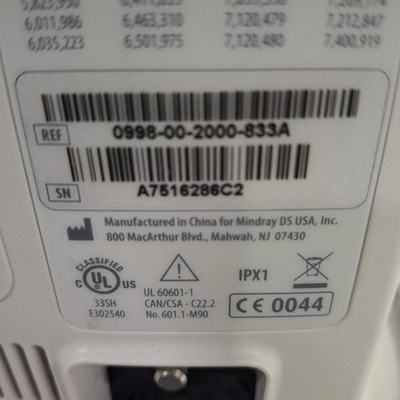 6,011,986 6,463,310 7,120,479 7,212,847
6,035,223 6,501,975 7,120,480 7,400,919
REF 0998-00-2000-833A
SN A7516286C2
Manufactured in China for Mindray DS USA, Inc.
800 MacArthur Blvd., Mahwah, NJ 07430
CLASSIFIED
C UL US
33SH
E302540
UL 60601-1
CAN/CSA - C22.2
No. 601.1-M90
IPX1
CE 0044